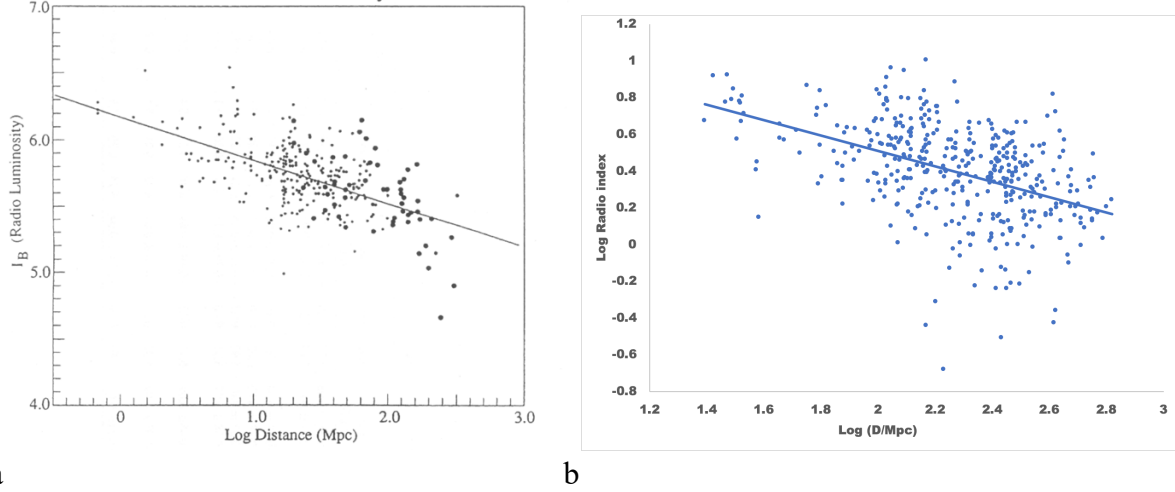 7.0
6.0
5.0
4.0
I_B (Radio Luminosity)
0 1.0 2.0 3.0
Log Distance (Mpc)
1.2
1
0.8
0.6
0.4
0.2
0
-0.2
-0.4
-0.6
-0.8
Log Radio index
1.2 1.4 1.6 1.8 2 2.2 2.4 2.6 2.8 3
Log (D/Mpc)
b